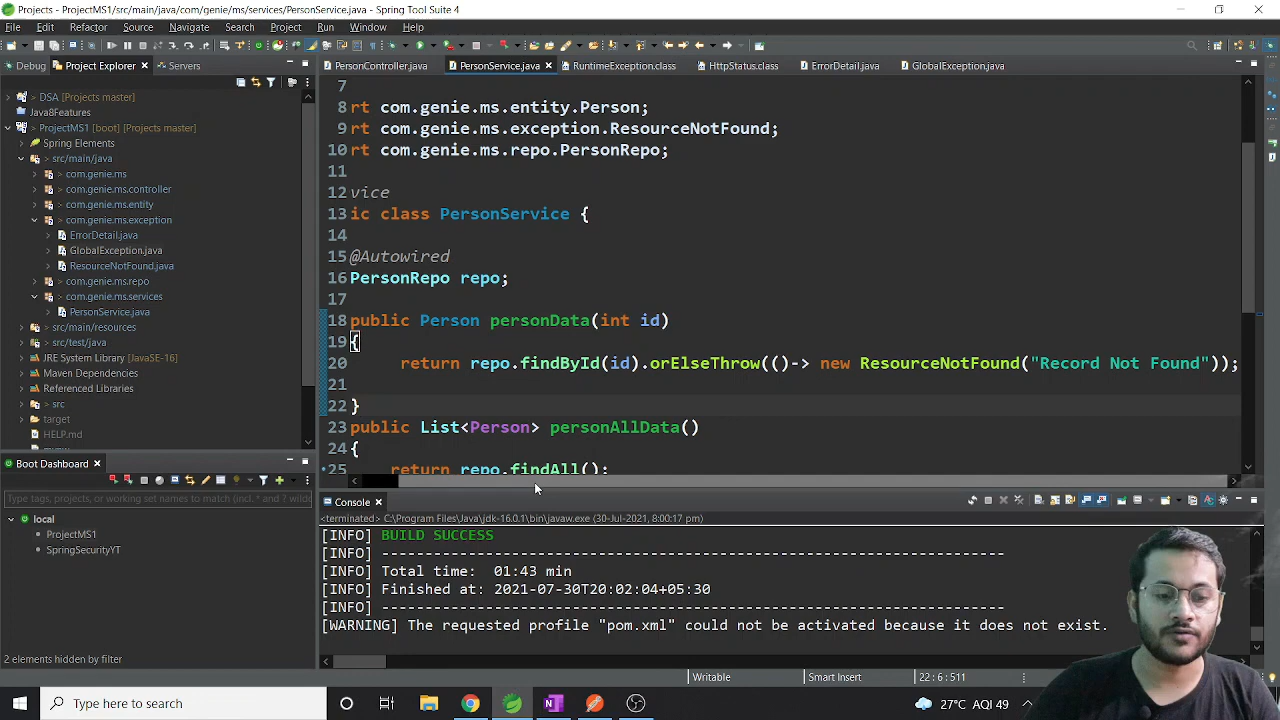 Projects - ProjectMS1/src/main/java/com/genie/ms/services/PersonService.java - Spring Tool Suite 4
File Edit Refactor Source Navigate Search Project Run Window Help
Debug Project Explorer Servers
PersonController.java PersonService.java RuntimeException.class HttpStatus.class ErrorDetail.java GlobalException.java
DSA [Projects master]
Java8Features
ProjectMS1 [boot] [Projects master]
Spring Elements
src/main/java
com.genie.ms
com.genie.ms.controller
com.genie.ms.entity
com.genie.ms.exception
ErrorDetail.java
GlobalException.java
ResourceNotFound.java
com.genie.ms.repo
com.genie.ms.services
PersonService.java
src/main/resources
src/test/java
JRE System Library [JavaSE-16]
Maven Dependencies
Referenced Libraries
src
target
HELP.md
7
8 rt com.genie.ms.entity.Person;
9 rt com.genie.ms.exception.ResourceNotFound;
10 rt com.genie.ms.repo.PersonRepo;
11
12 vice
13 ic class PersonService {
14
15 @Autowired
16 PersonRepo repo;
17
18 public Person personData(int id)
19 {
20 return repo.findById(id).orElseThrow(()-> new ResourceNotFound("Record Not Found"));
21
22 }
23 public List<Person> personAllData()
24 {
25 return repo.findAll();
Boot Dashboard
Type tags, projects, or working set names to match (incl. * and ? wildcards
local
ProjectMS1
SpringSecurityYT
2 elements hidden by filter
Console
<terminated> C:\Program Files\Java\jdk-16.0.1\bin\javaw.exe (30-Jul-2021, 8:00:17 pm)
[INFO] BUILD SUCCESS
[INFO] ------------------------------------------------------------------------
[INFO] Total time:  01:43 min
[INFO] Finished at: 2021-07-30T20:02:04+05:30
[INFO] ------------------------------------------------------------------------
[WARNING] The requested profile "pom.xml" could not be activated because it does not exist.
Writable Smart Insert 22 : 6 : 511
Type here to search
27°C AQI 49